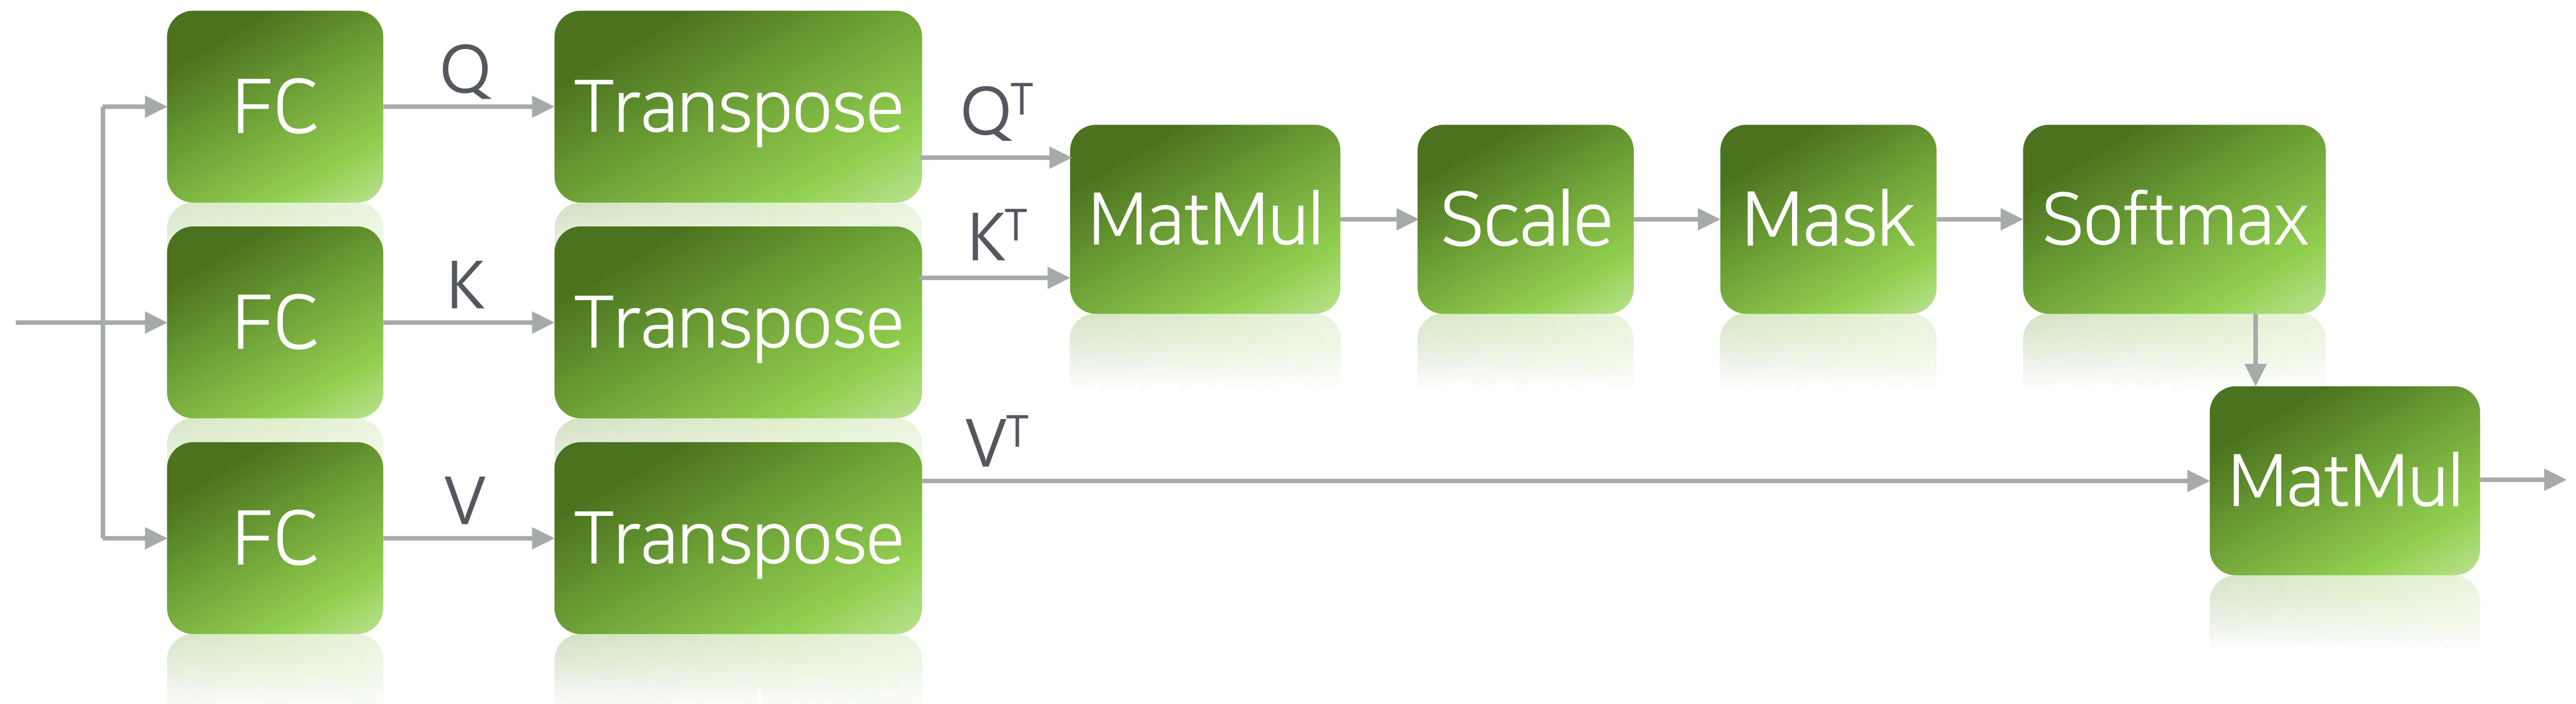 FC
Q
Transpose
Qᵀ
FC
K
Transpose
Kᵀ
MatMul
Scale
Mask
Softmax
FC
V
Transpose
Vᵀ
MatMul